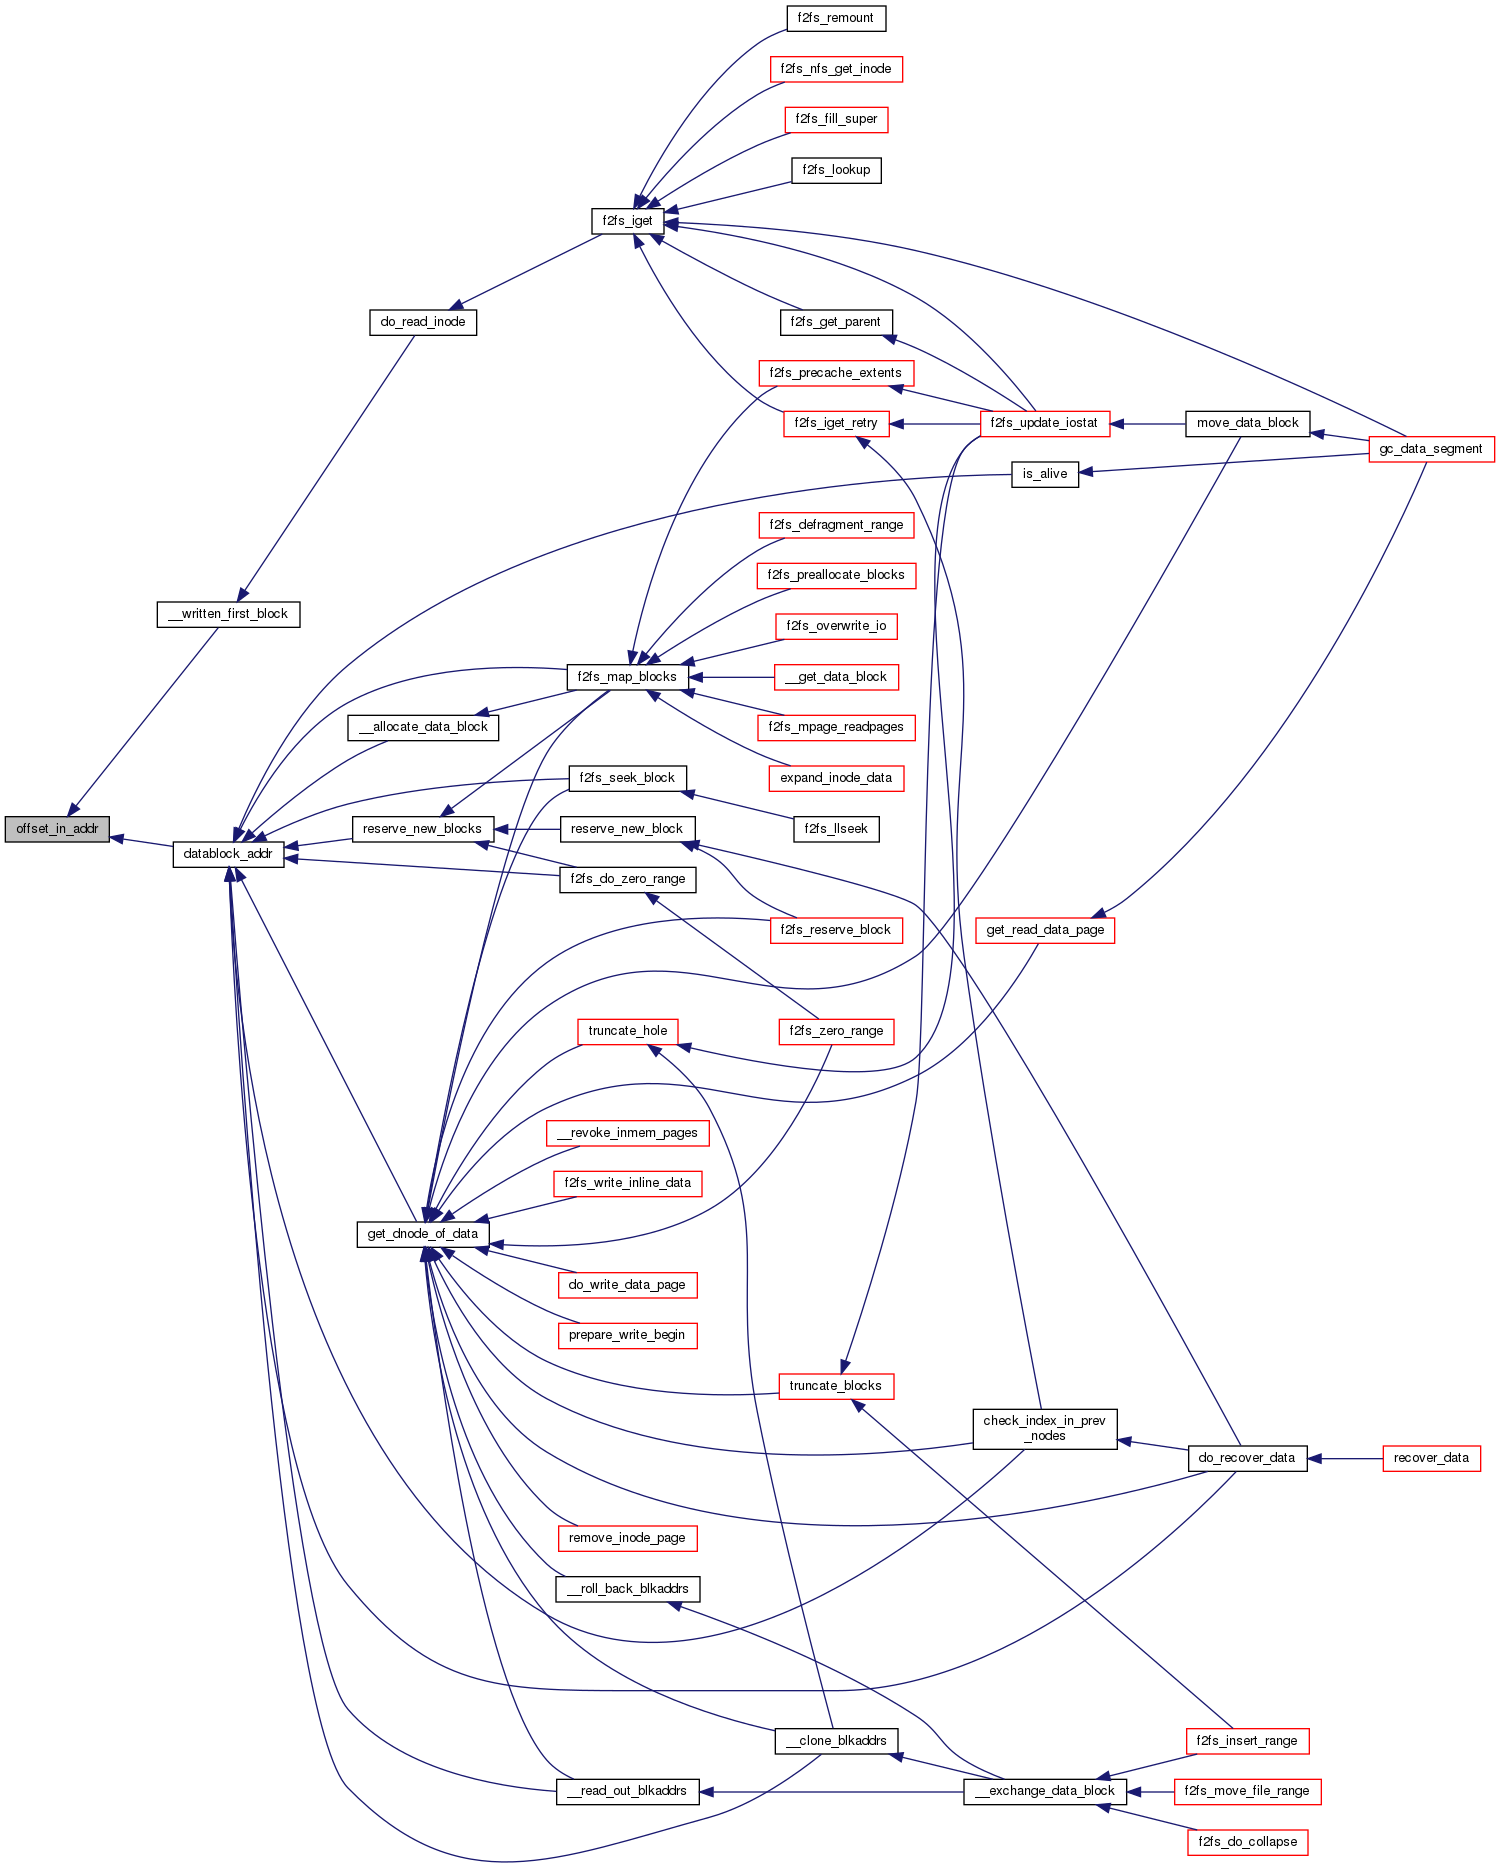 f2fs_remount
f2fs_nfs_get_inode
f2fs_fill_super
f2fs_lookup
f2fs_iget
do_read_inode
f2fs_get_parent
f2fs_precache_extents
f2fs_iget_retry
f2fs_update_iostat
move_data_block
gc_data_segment
is_alive
f2fs_defragment_range
f2fs_preallocate_blocks
__written_first_block
f2fs_overwrite_io
f2fs_map_blocks
__get_data_block
__allocate_data_block
f2fs_mpage_readpages
f2fs_seek_block
expand_inode_data
offset_in_addr
reserve_new_blocks
reserve_new_block
f2fs_llseek
datablock_addr
f2fs_do_zero_range
f2fs_reserve_block
get_read_data_page
truncate_hole
f2fs_zero_range
__revoke_inmem_pages
f2fs_write_inline_data
get_dnode_of_data
do_write_data_page
prepare_write_begin
truncate_blocks
check_index_in_prev
_nodes
do_recover_data
recover_data
remove_inode_page
__roll_back_blkaddrs
__clone_blkaddrs
f2fs_insert_range
__read_out_blkaddrs
__exchange_data_block
f2fs_move_file_range
f2fs_do_collapse